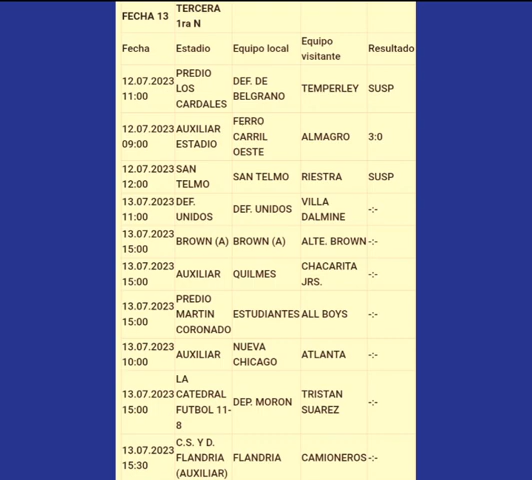 FECHA 13 TERCERA 1ra N
Fecha Estadio Equipo local Equipo visitante Resultado
12.07.2023 11:00 PREDIO LOS CARDALES DEF. DE BELGRANO TEMPERLEY SUSP
12.07.2023 09:00 AUXILIAR ESTADIO FERRO CARRIL OESTE ALMAGRO 3:0
12.07.2023 12:00 SAN TELMO SAN TELMO RIESTRA SUSP
13.07.2023 11:00 DEF. UNIDOS DEF. UNIDOS VILLA DALMINE -:-
13.07.2023 15:00 BROWN (A) BROWN (A) ALTE. BROWN -:-
13.07.2023 15:00 AUXILIAR QUILMES CHACARITA JRS. -:-
13.07.2023 15:00 PREDIO MARTIN CORONADO ESTUDIANTES ALL BOYS -:-
13.07.2023 10:00 AUXILIAR NUEVA CHICAGO ATLANTA -:-
13.07.2023 15:00 LA CATEDRAL FUTBOL 11-8 DEP. MORON TRISTAN SUAREZ -:-
13.07.2023 15:30 C.S. Y D. FLANDRIA (AUXILIAR) FLANDRIA CAMIONEROS -:-